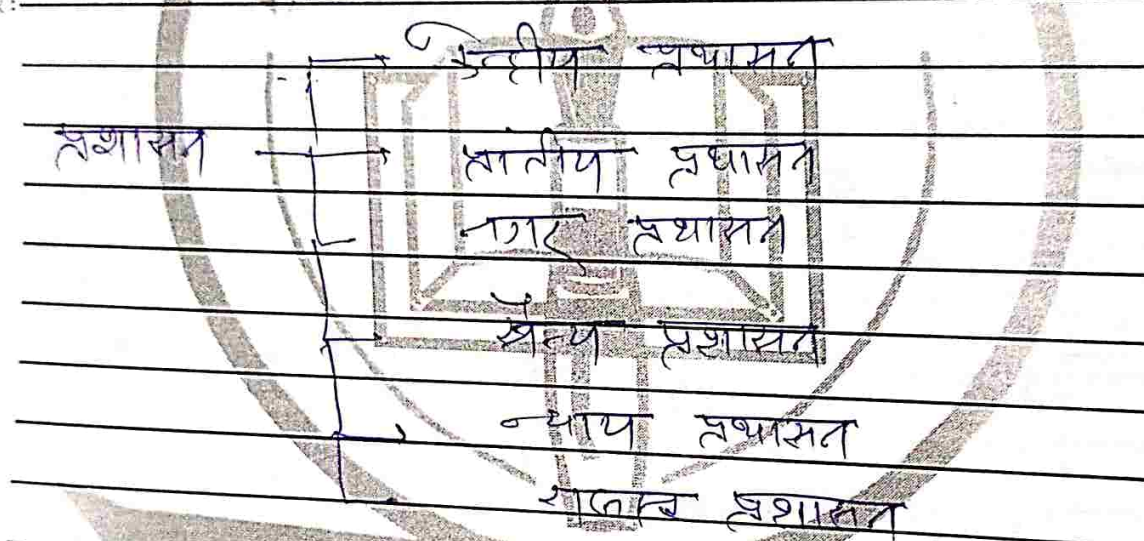 केन्द्रीय प्रशासन
प्रशासन प्रांतीय प्रशासन
नगर प्रशासन
सैन्य प्रशासन
न्याय प्रशासन
राजस्व प्रशासन